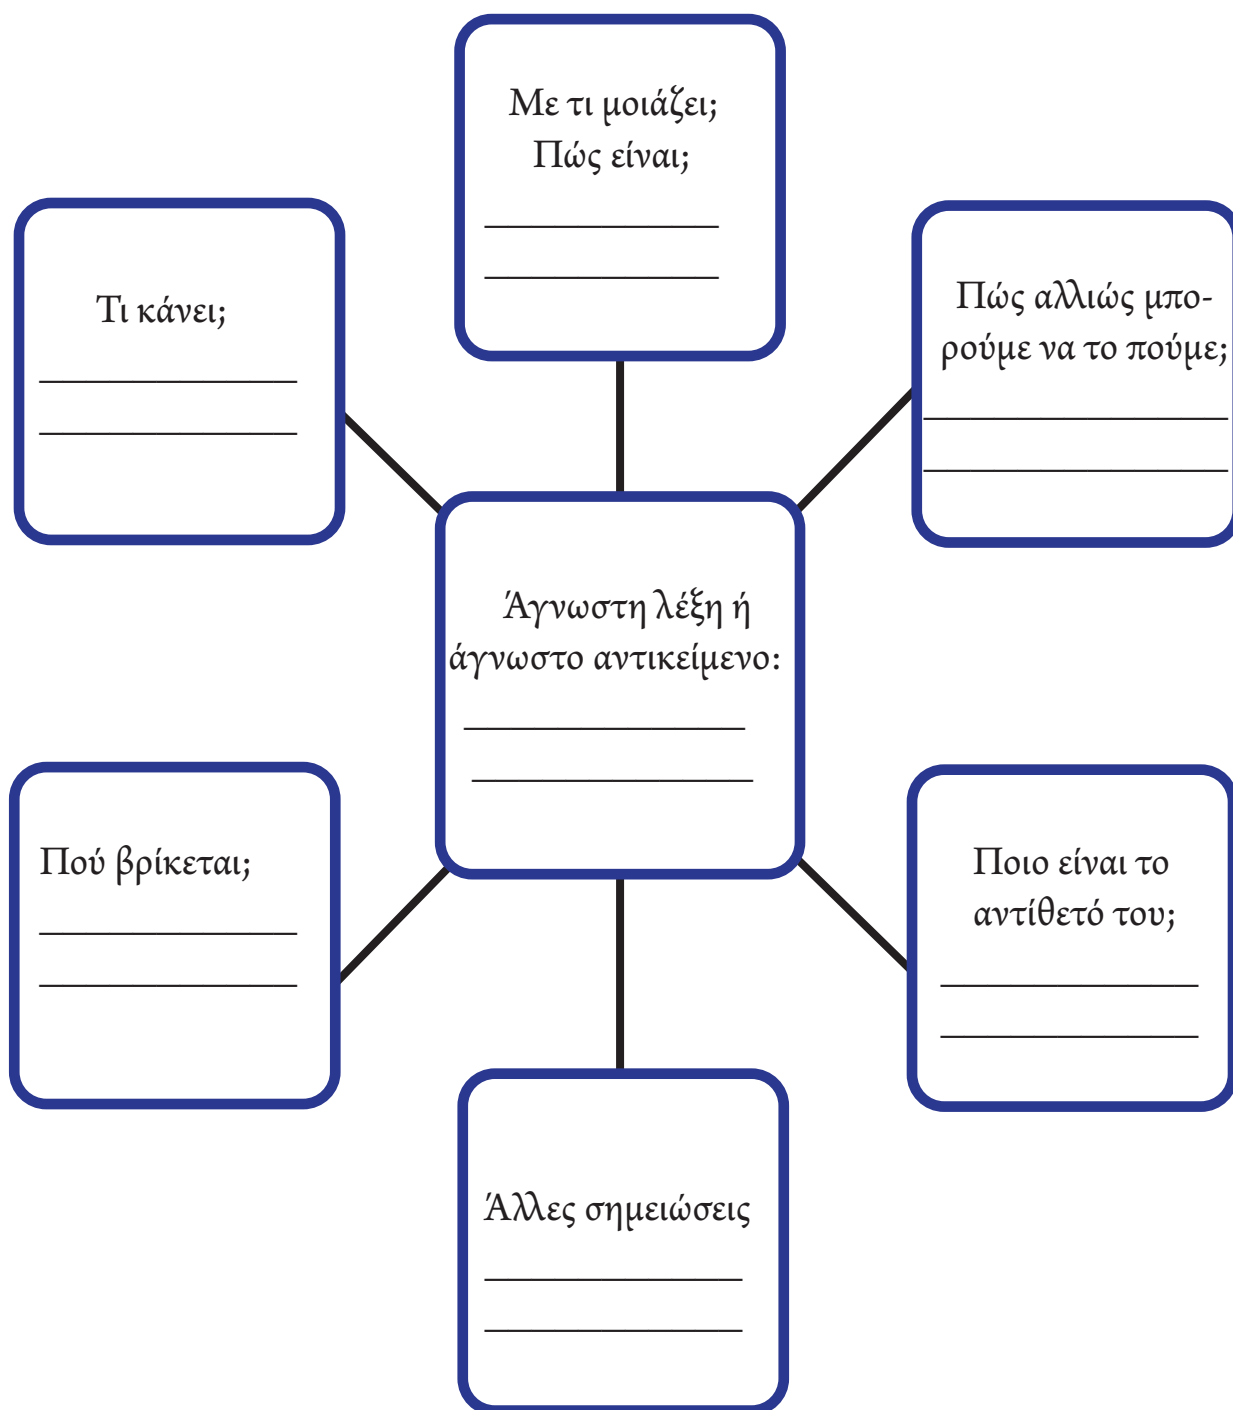 Με τι μοιάζει;
Πώς είναι;
Τι κάνει;
Πώς αλλιώς μπο-
ρούμε να το πούμε;
Άγνωστη λέξη ή
άγνωστο αντικείμενο:
Πού βρίκεται;
Ποιο είναι το
αντίθετό του;
Άλλες σημειώσεις